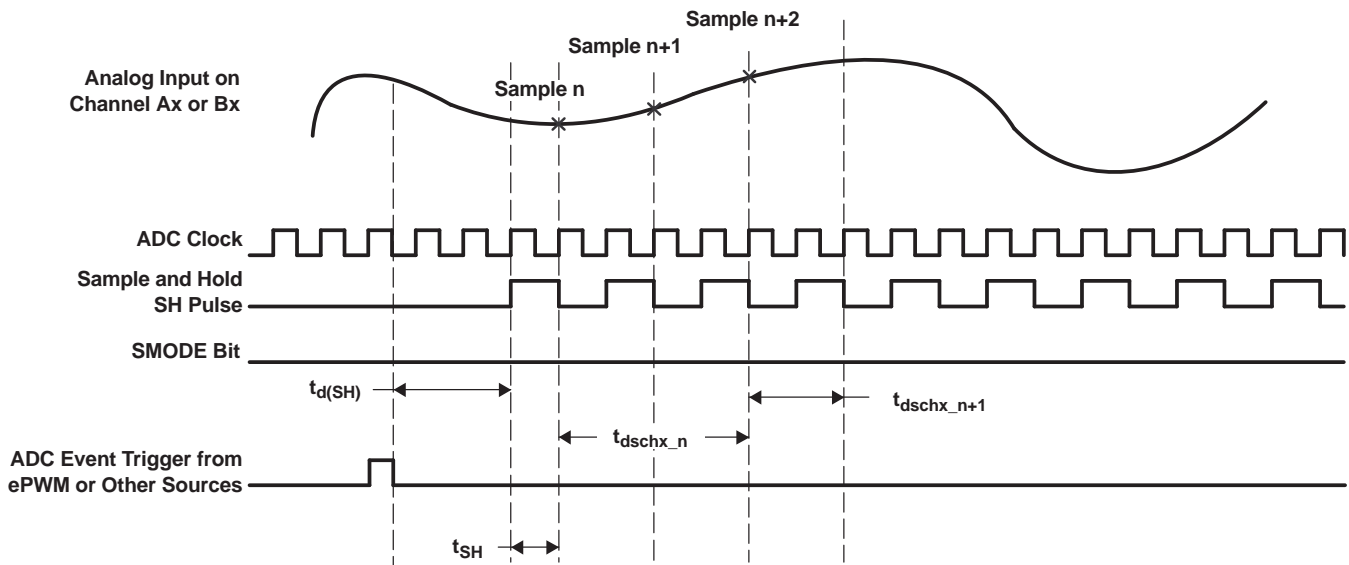 Sample n+2
Sample n+1
Analog Input on
Channel Ax or Bx
Sample n
ADC Clock
Sample and Hold
SH Pulse
SMODE Bit
td(SH)
tdschx_n+1
tdschx_n
ADC Event Trigger from
ePWM or Other Sources
tSH